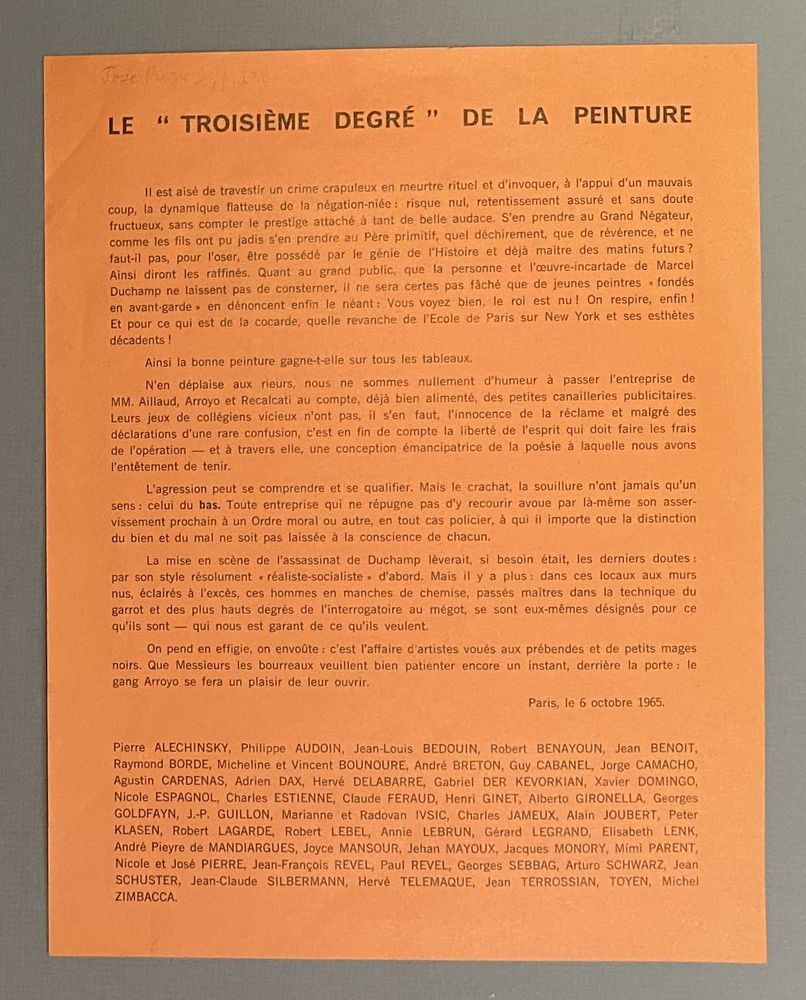 José Pierre
LE “ TROISIÈME DEGRÉ ” DE LA PEINTURE
Il est aisé de travestir un crime crapuleux en meurtre rituel et d'invoquer, à l'appui d'un mauvais
coup, la dynamique flatteuse de la négation-niée : risque nul, retentissement assuré et sans doute
fructueux, sans compter le prestige attaché à tant de belle audace. S'en prendre au Grand Négateur,
comme les fils ont pu jadis s'en prendre au Père primitif, quel déchirement, que de révérence, et ne
faut-il pas, pour l'oser, être possédé par le génie de l'Histoire et déjà maître des matins futurs ?
Ainsi diront les raffinés. Quant au grand public, que la personne et l'œuvre-incartade de Marcel
Duchamp ne laissent pas de consterner, il ne sera certes pas fâché que de jeunes peintres « fondés
en avant-garde » en dénoncent enfin le néant : Vous voyez bien, le roi est nu ! On respire, enfin !
Et pour ce qui est de la cocarde, quelle revanche de l'Ecole de Paris sur New York et ses esthètes
décadents !
Ainsi la bonne peinture gagne-t-elle sur tous les tableaux.
N'en déplaise aux rieurs, nous ne sommes nullement d'humeur à passer l'entreprise de
MM. Aillaud, Arroyo et Recalcati au compte, déjà bien alimenté, des petites canailleries publicitaires.
Leurs jeux de collégiens vicieux n'ont pas, il s'en faut, l'innocence de la réclame et malgré des
déclarations d'une rare confusion, c'est en fin de compte la liberté de l'esprit qui doit faire les frais
de l'opération — et à travers elle, une conception émancipatrice de la poésie à laquelle nous avons
l'entêtement de tenir.
L'agression peut se comprendre et se qualifier. Mais le crachat, la souillure n'ont jamais qu'un
sens : celui du bas. Toute entreprise qui ne répugne pas d'y recourir avoue par là-même son asser-
vissement prochain à un Ordre moral ou autre, en tout cas policier, à qui il importe que la distinction
du bien et du mal ne soit pas laissée à la conscience de chacun.
La mise en scène de l'assassinat de Duchamp lèverait, si besoin était, les derniers doutes :
par son style résolument « réaliste-socialiste » d'abord. Mais il y a plus : dans ces locaux aux murs
nus, éclairés à l'excès, ces hommes en manches de chemise, passés maîtres dans la technique du
garrot et des plus hauts degrés de l'interrogatoire au mégot, se sont eux-mêmes désignés pour ce
qu'ils sont — qui nous est garant de ce qu'ils veulent.
On pend en effigie, on envoûte : c'est l'affaire d'artistes voués aux prébendes et de petits mages
noirs. Que Messieurs les bourreaux veuillent bien patienter encore un instant, derrière la porte : le
gang Arroyo se fera un plaisir de leur ouvrir.
Paris, le 6 octobre 1965.
Pierre ALECHINSKY, Philippe AUDOIN, Jean-Louis BEDOUIN, Robert BENAYOUN, Jean BENOIT,
Raymond BORDE, Micheline et Vincent BOUNOURE, André BRETON, Guy CABANEL, Jorge CAMACHO,
Agustin CARDENAS, Adrien DAX, Hervé DELABARRE, Gabriel DER KEVORKIAN, Xavier DOMINGO,
Nicole ESPAGNOL, Charles ESTIENNE, Claude FERAUD, Henri GINET, Alberto GIRONELLA, Georges
GOLDFAYN, J.-P. GUILLON, Marianne et Radovan IVSIC, Charles JAMEUX, Alain JOUBERT, Peter
KLASEN, Robert LAGARDE, Robert LEBEL, Annie LEBRUN, Gérard LEGRAND, Elisabeth LENK,
André Pieyre de MANDIARGUES, Joyce MANSOUR, Jehan MAYOUX, Jacques MONORY, Mimi PARENT,
Nicole et José PIERRE, Jean-François REVEL, Paul REVEL, Georges SEBBAG, Arturo SCHWARZ, Jean
SCHUSTER, Jean-Claude SILBERMANN, Hervé TELEMAQUE, Jean TERROSSIAN, TOYEN, Michel
ZIMBACCA.